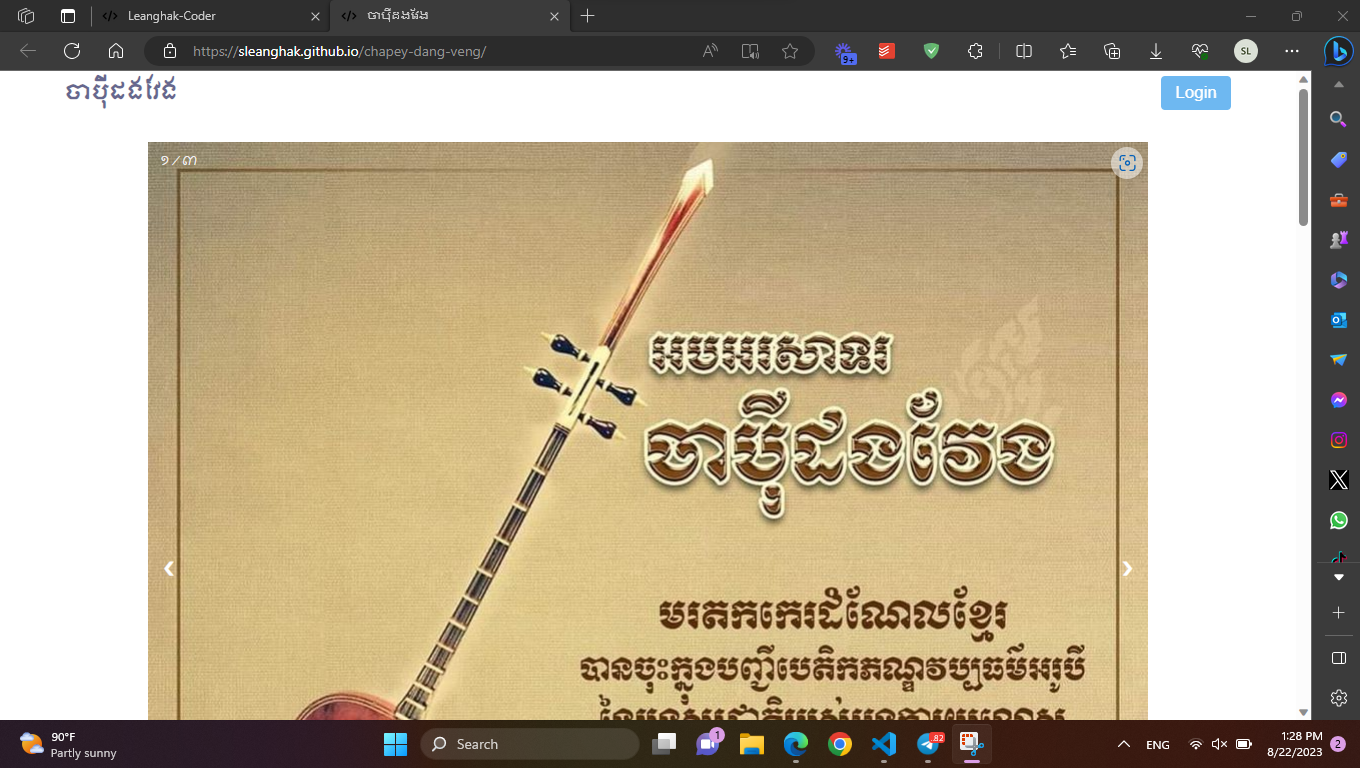 Leanghak-Coder
ចាប៉ីដងវែង
https://sleanghak.github.io/chapey-dang-veng/
9+
SL
ចាប៉ីដងវែង
Login
១ / ៣
អបអរសាទរ
ចាប៉ីដងវែង
មរតកកេរដំណែលខ្មែរ
បានចុះក្នុងបញ្ជីបេតិកភណ្ឌវប្បធម៌អរូបី
90°F
Partly sunny
Search
1
82
ENG
1:28 PM
8/22/2023
2